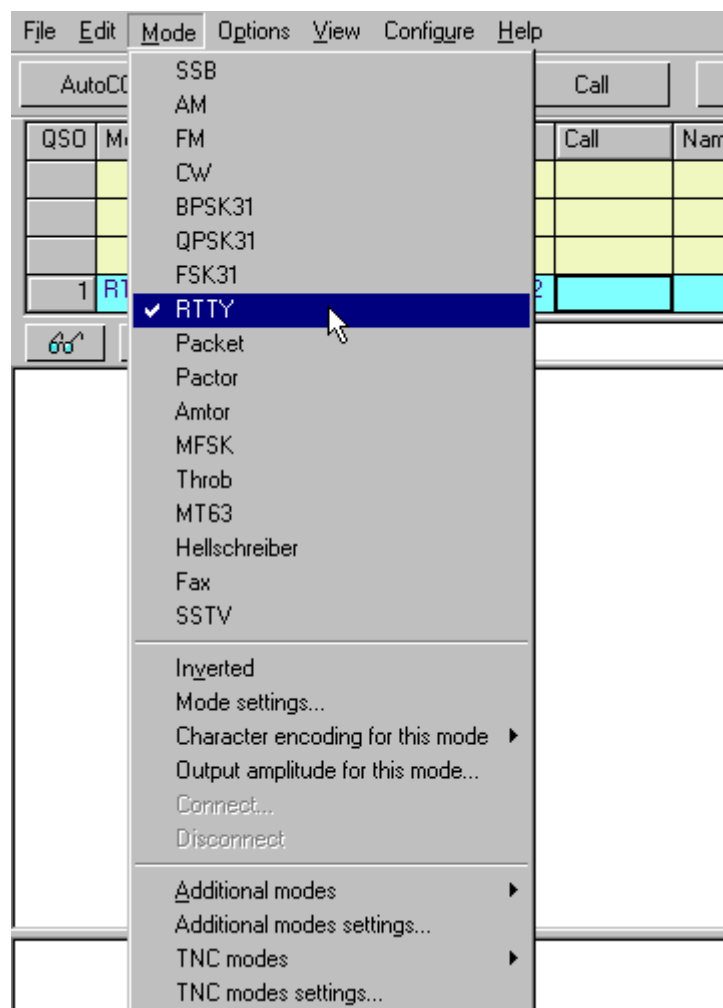 File Edit Mode Options View Configure Help
Call
QSO Call
1 2
SSB
AM
FM
CW
BPSK31
QPSK31
FSK31
RTTY
Packet
Pactor
Amtor
MFSK
Throb
MT63
Hellschreiber
Fax
SSTV
Inverted
Mode settings...
Character encoding for this mode
Output amplitude for this mode...
Connect...
Disconnect
Additional modes
Additional modes settings...
TNC modes
TNC modes settings...